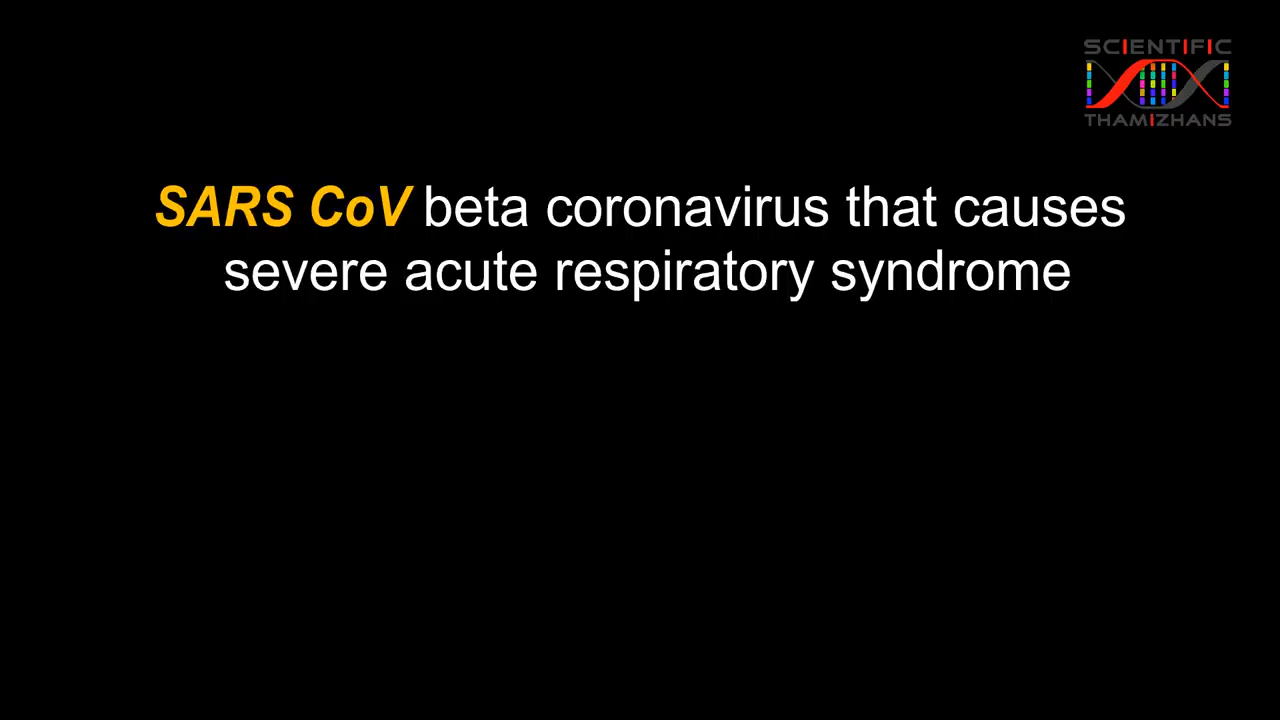 SCIENTIFIC
THAMIZHANS
SARS CoV beta coronavirus that causes
severe acute respiratory syndrome